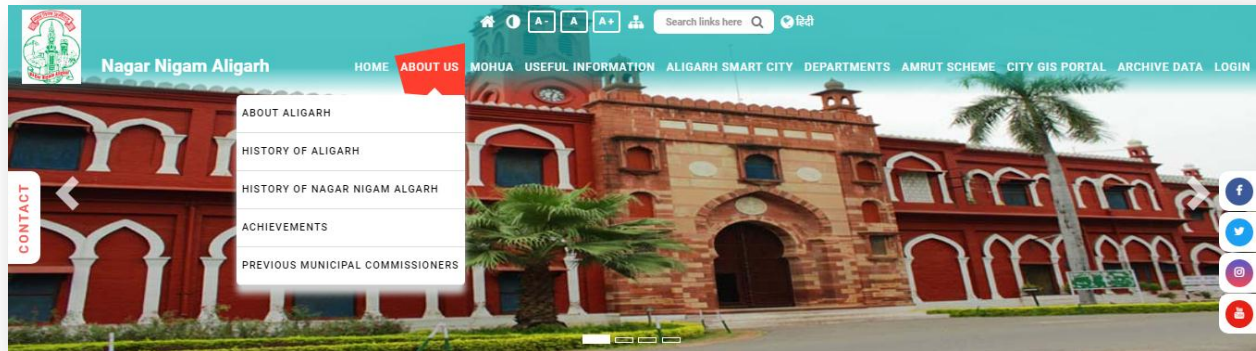 A- A A+ Search links here हिंदी
Nagar Nigam Aligarh HOME ABOUT US MOHUA USEFUL INFORMATION ALIGARH SMART CITY DEPARTMENTS AMRUT SCHEME CITY GIS PORTAL ARCHIVE DATA LOGIN
ABOUT ALIGARH
HISTORY OF ALIGARH
HISTORY OF NAGAR NIGAM ALGARH
ACHIEVEMENTS
PREVIOUS MUNICIPAL COMMISSIONERS
CONTACT